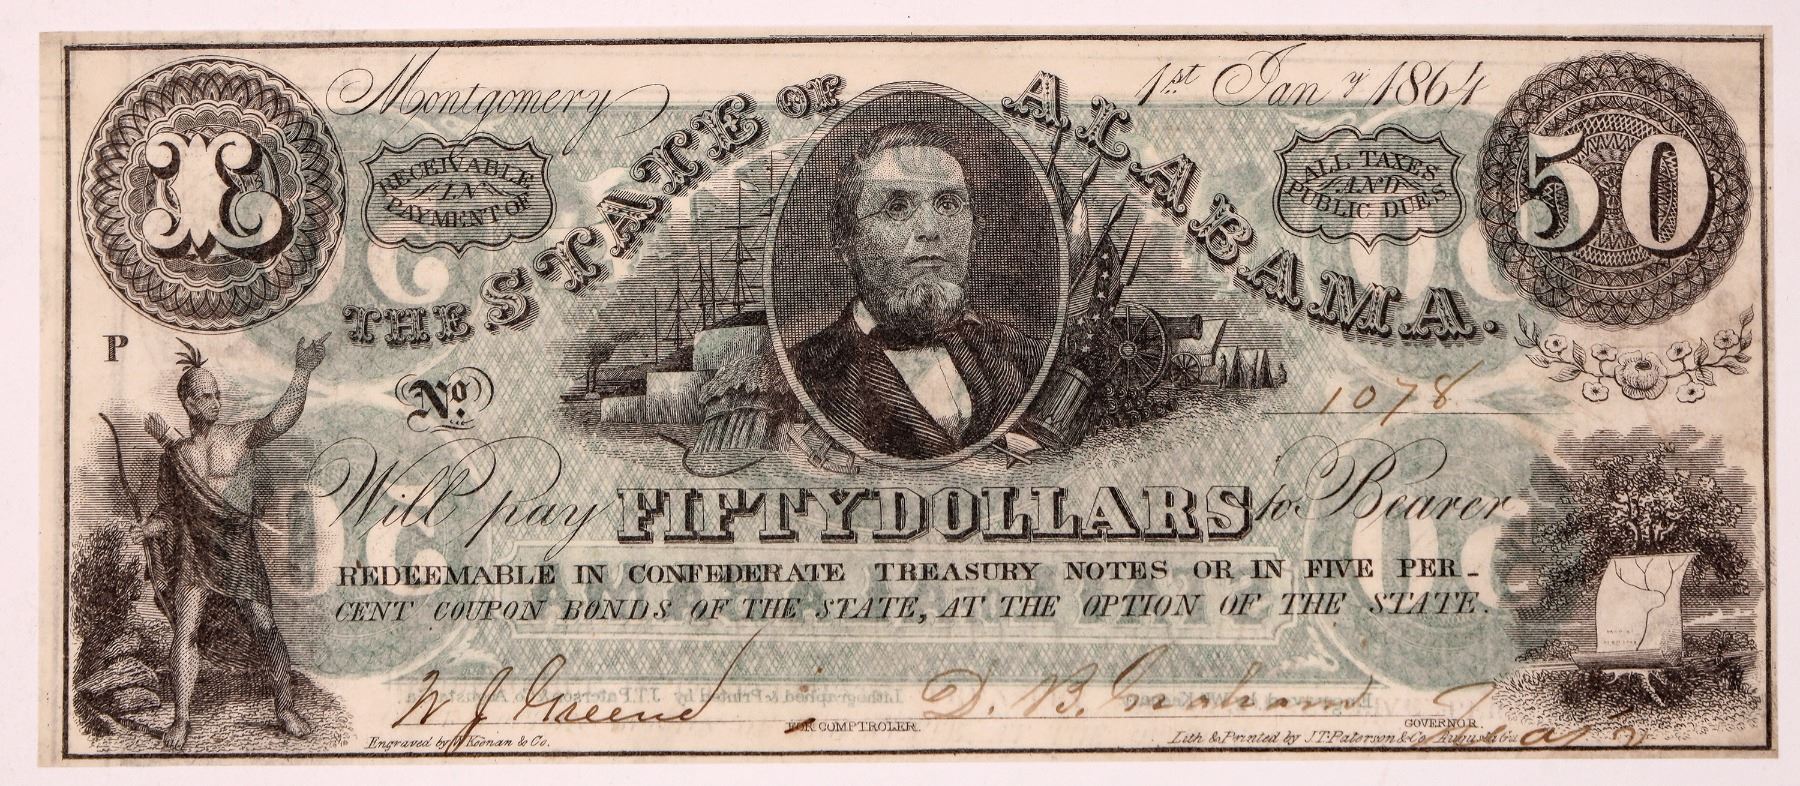 Montgomery 1st Jany 1864
L 50
RECEIVABLE IN PAYMENT OF
THE STATE OF ALABAMA.
ALL TAXES AND PUBLIC DUES
P
No. 1078
Will pay FIFTY DOLLARS to Bearer
REDEEMABLE IN CONFEDERATE TREASURY NOTES OR IN FIVE PER-
CENT COUPON BONDS OF THE STATE, AT THE OPTION OF THE STATE.
W J Greene D. B. Graham
FOR COMPTROLER. GOVERNOR.
Engraved by W Keenan & Co. Lith & Printed by J.T. Paterson & Co. Augusta Ga